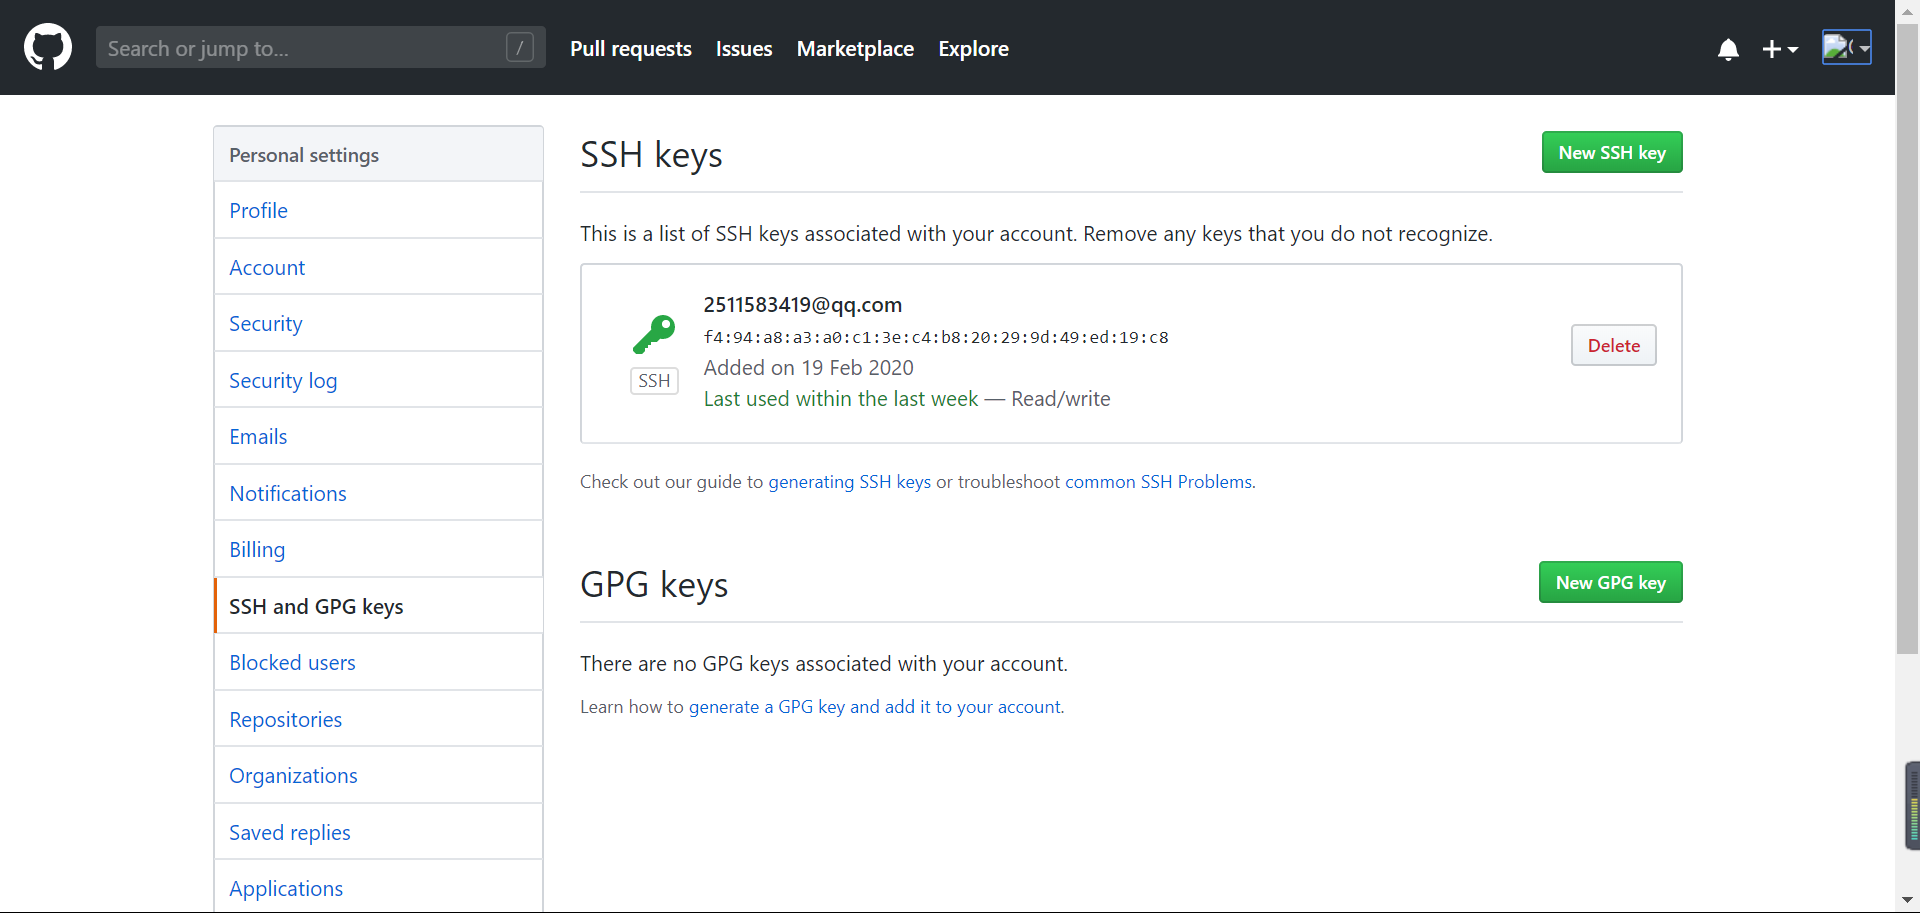 Search or jump to...
/
Pull requests
Issues
Marketplace
Explore
Personal settings
Profile
Account
Security
Security log
Emails
Notifications
Billing
SSH and GPG keys
Blocked users
Repositories
Organizations
Saved replies
Applications
SSH keys
New SSH key
This is a list of SSH keys associated with your account. Remove any keys that you do not recognize.
SSH
2511583419@qq.com
f4:94:a8:a3:a0:c1:3e:c4:b8:20:29:9d:49:ed:19:c8
Added on 19 Feb 2020
Last used within the last week — Read/write
Delete
Check out our guide to generating SSH keys or troubleshoot common SSH Problems.
GPG keys
New GPG key
There are no GPG keys associated with your account.
Learn how to generate a GPG key and add it to your account.